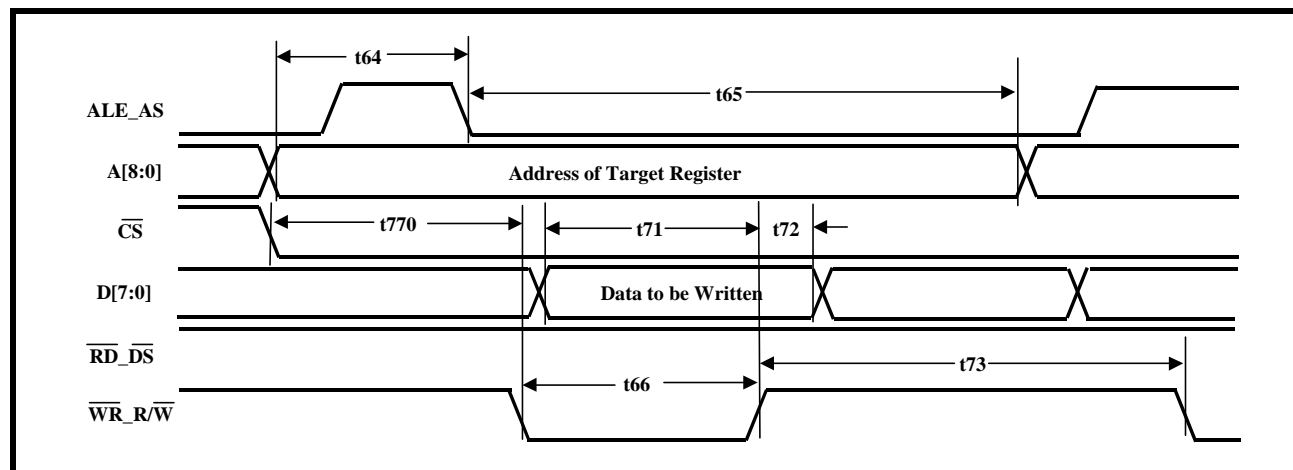 t64
t65
ALE_AS
A[8:0]
Address of Target Register
t770
t71
t72
CS
D[7:0]
Data to be Written
RD_DS
t73
t66
WR_R/W